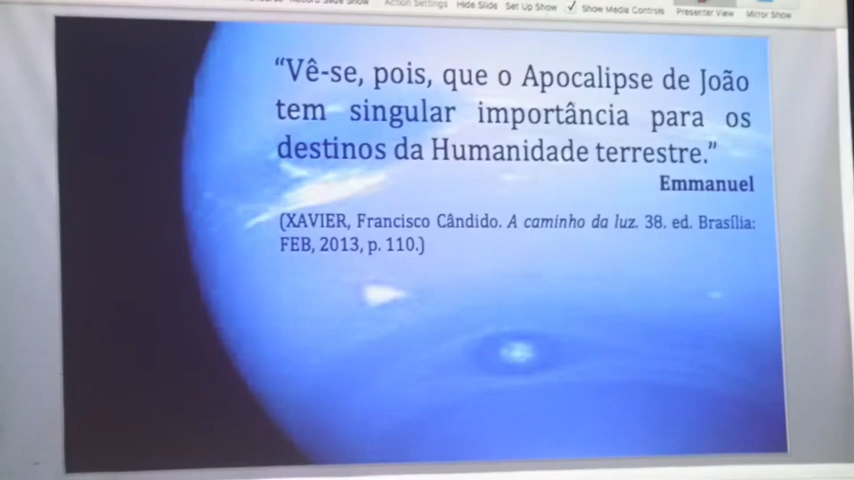 Hide Slide Set Up Show Show Media Controls Presenter View Mirror Show
“Vê-se, pois, que o Apocalipse de João
tem singular importância para os
destinos da Humanidade terrestre.”
Emmanuel
(XAVIER, Francisco Cândido. A caminho da luz. 38. ed. Brasília:
FEB, 2013, p. 110.)